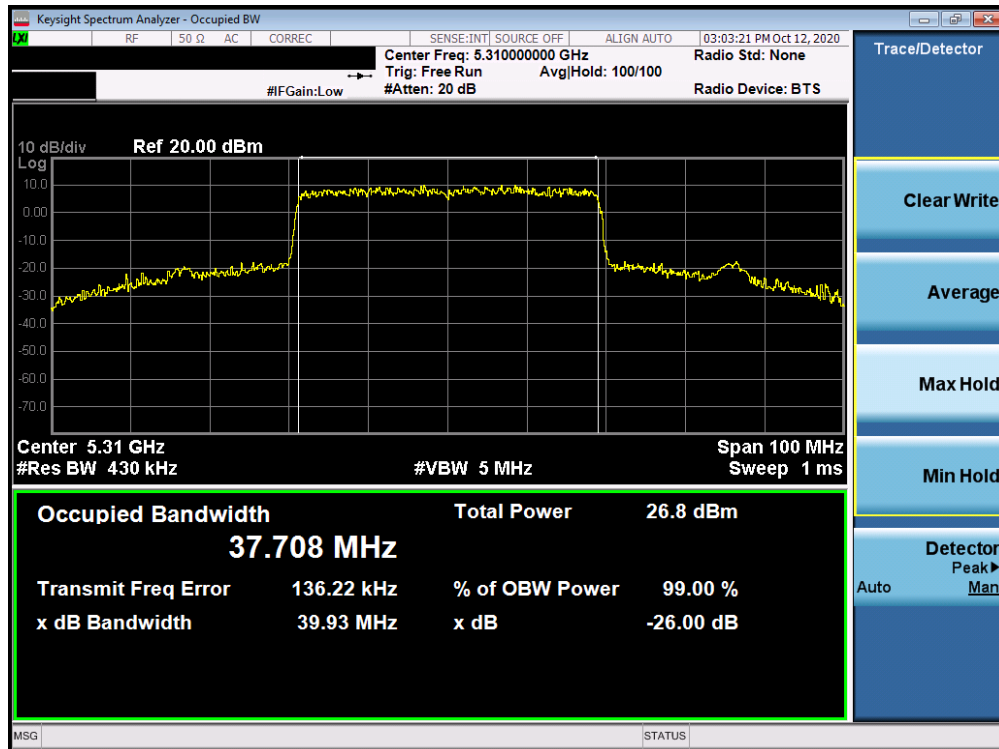 Keysight Spectrum Analyzer - Occupied BW
LXI RF 50 Ω AC CORREC SENSE:INT SOURCE OFF ALIGN AUTO 03:03:21 PM Oct 12, 2020
Center Freq: 5.310000000 GHz Radio Std: None
Trig: Free Run Avg|Hold: 100/100
#IFGain:Low #Atten: 20 dB Radio Device: BTS
10 dB/div Ref 20.00 dBm
Log
10.0
0.00
-10.0
-20.0
-30.0
-40.0
-50.0
-60.0
-70.0
Center 5.31 GHz Span 100 MHz
#Res BW 430 kHz #VBW 5 MHz Sweep 1 ms
Occupied Bandwidth Total Power 26.8 dBm
37.708 MHz
Transmit Freq Error 136.22 kHz % of OBW Power 99.00 %
x dB Bandwidth 39.93 MHz x dB -26.00 dB
Trace/Detector
Clear Write
Average
Max Hold
Min Hold
Detector
Peak▶
Auto Man
MSG STATUS